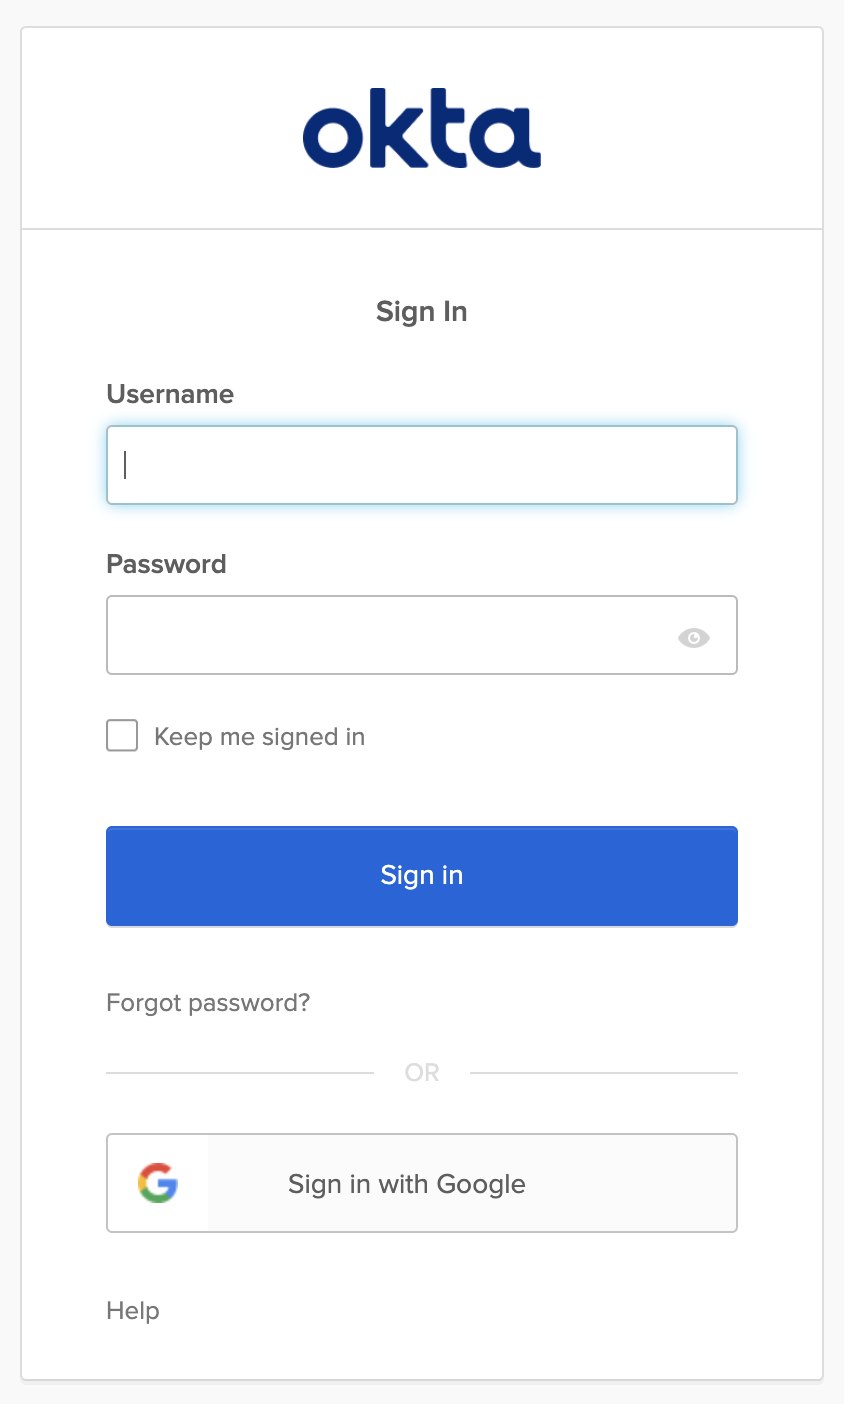 okta
Sign In
Username
Password
Keep me signed in
Sign in
Forgot password?
OR
Sign in with Google
Help